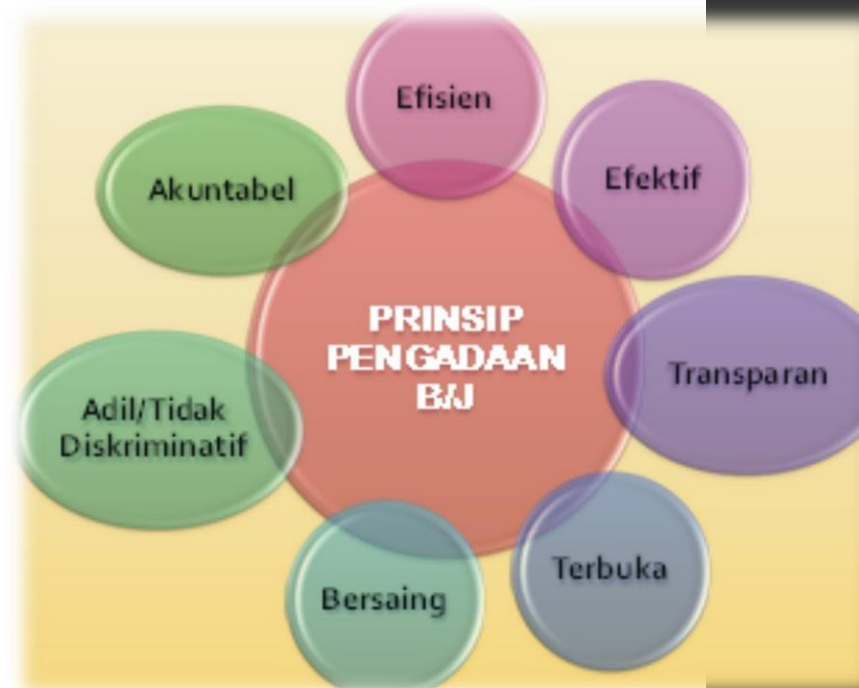 Efisien
Efektif
Transparan
Terbuka
Bersaing
Adil/Tidak
Diskriminatif
Akuntabel
PRINSIP
PENGADAAN
B/J